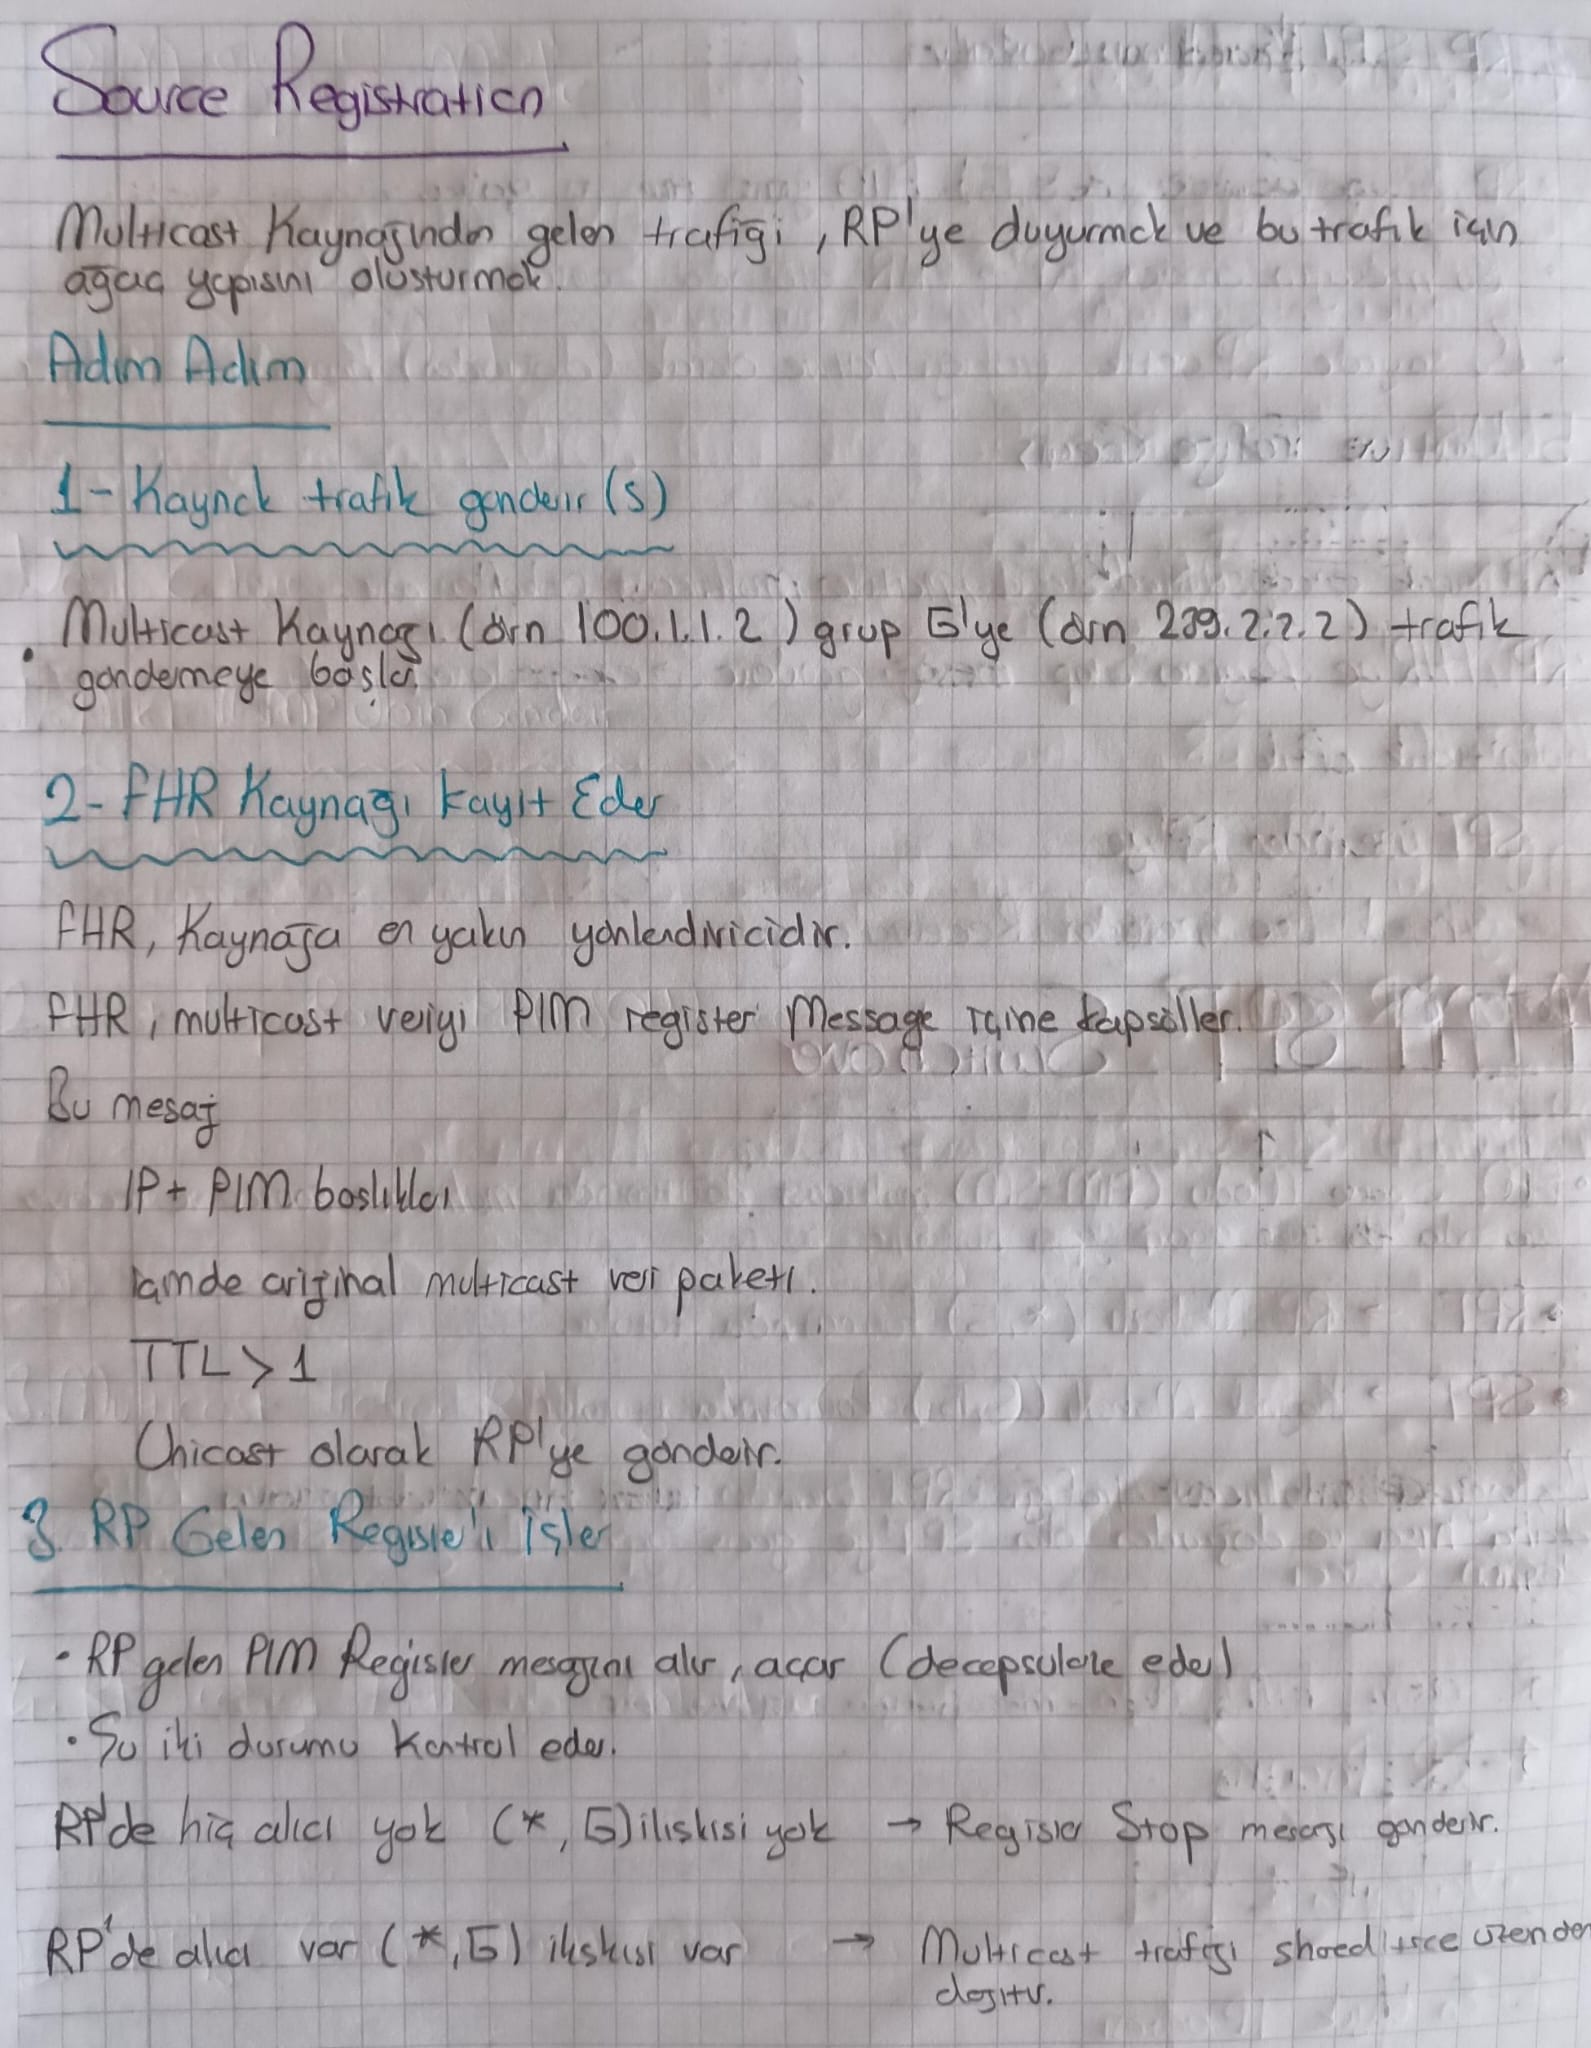 Source Registration
Multicast Kaynağından gelen trafiği, RP'ye duyurmak ve bu trafik için
ağaç yapısını oluşturmak.
Adım Adım
1- Kaynak trafik gönderir (S)
• Multicast Kaynağı (örn 100.1.1.2) grup G'ye (örn 239.2.2.2) trafik
göndermeye başlar.
2- FHR Kaynağı kayıt Eder
FHR, Kaynağa en yakın yönlendiricidir.
FHR, multicast veriyi PIM register Message içine kapsüller.
Bu mesaj
IP+ PIM başlıkları
İçinde orijinal multicast veri paketi.
TTL > 1
Unicast olarak RP'ye gönderir.
3. RP Gelen Register'ı İşler
• RP gelen PIM Register mesajını alır, açar (decapsulate eder)
• Şu iki durumu Kontrol eder.
RP'de hiç alıcı yok (*, G) ilişkisi yok → Register Stop mesajı gönderir.
RP'de alıcı var (*, G) ilişkisi var → Multicast trafiği shared tree üzerinden
dağıtır.